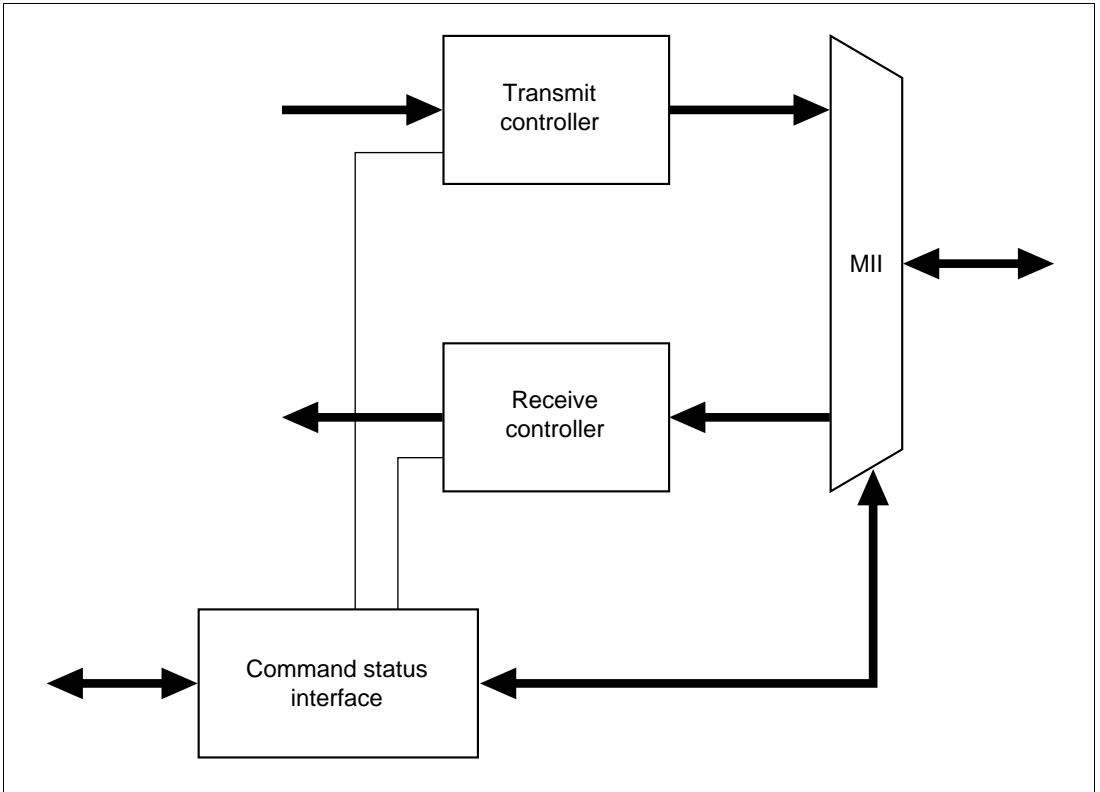 Transmit
controller
MII
Receive
controller
Command status
interface